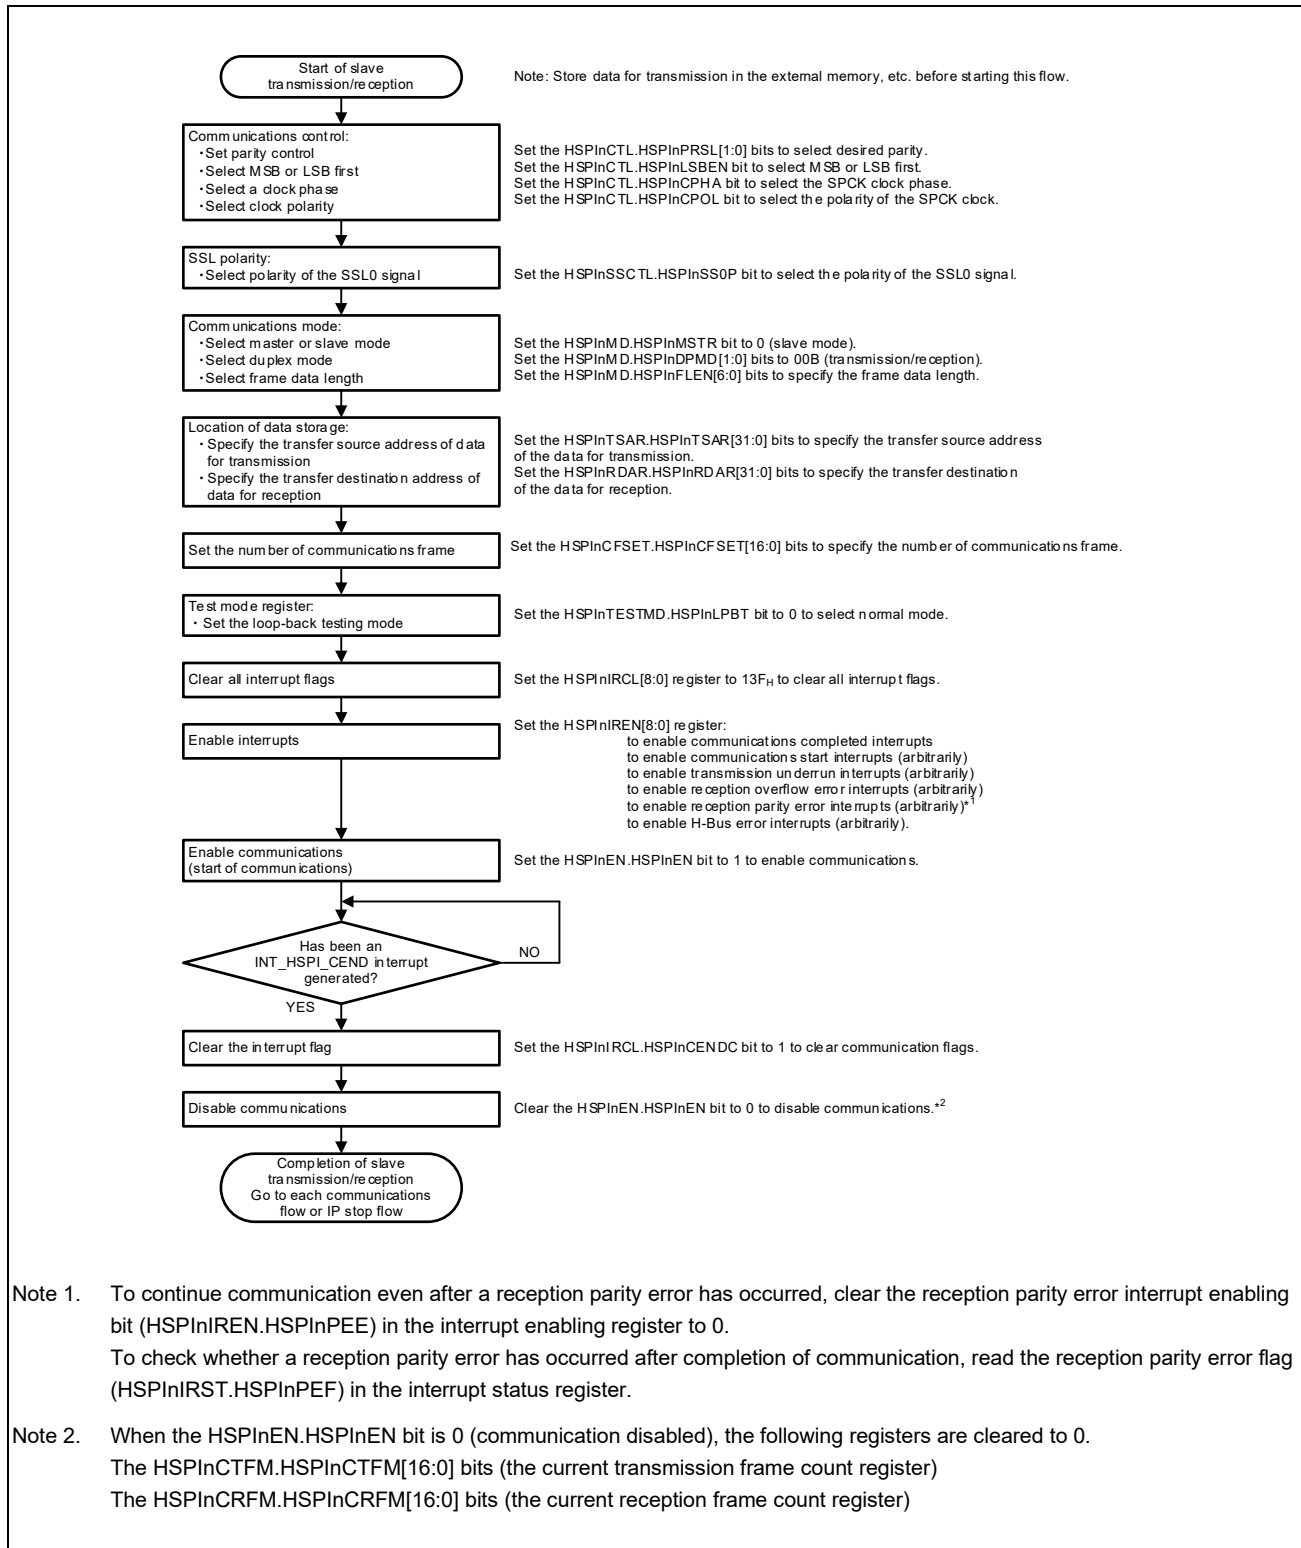 Start of slave
transmission/reception
Note: Store data for transmission in the external memory, etc. before starting this flow.
Communications control:
・Set parity control
・Select MSB or LSB first
・Select a clock phase
・Select clock polarity
Set the HSPInCTL.HSPInPRSL[1:0] bits to select desired parity.
Set the HSPInCTL.HSPInLSBEN bit to select MSB or LSB first.
Set the HSPInCTL.HSPInCPHA bit to select the SPCK clock phase.
Set the HSPInCTL.HSPInCPOL bit to select the polarity of the SPCK clock.
SSL polarity:
・Select polarity of the SSL0 signal
Set the HSPInSSCTL.HSPInSS0P bit to select the polarity of the SSL0 signal.
Communications mode:
・Select master or slave mode
・Select duplex mode
・Select frame data length
Set the HSPInMD.HSPInMSTR bit to 0 (slave mode).
Set the HSPInMD.HSPInDPMD[1:0] bits to 00B (transmission/reception).
Set the HSPInMD.HSPInFLEN[6:0] bits to specify the frame data length.
Location of data storage:
・Specify the transfer source address of data
for transmission
・Specify the transfer destination address of
data for reception
Set the HSPInTSAR.HSPInTSAR[31:0] bits to specify the transfer source address
of the data for transmission.
Set the HSPInRDAR.HSPInRDAR[31:0] bits to specify the transfer destination
of the data for reception.
Set the number of communications frame
Set the HSPInCFSET.HSPInCFSET[16:0] bits to specify the number of communications frame.
Test mode register:
・Set the loop-back testing mode
Set the HSPInTESTMD.HSPInLPBT bit to 0 to select normal mode.
Clear all interrupt flags
Set the HSPInIRCL[8:0] register to 13FH to clear all interrupt flags.
Enable interrupts
Set the HSPInIREN[8:0] register:
to enable communications completed interrupts
to enable communications start interrupts (arbitrarily)
to enable transmission underrun interrupts (arbitrarily)
to enable reception overflow error interrupts (arbitrarily)
to enable reception parity error interrupts (arbitrarily)*1
to enable H-Bus error interrupts (arbitrarily).
Enable communications
(start of communications)
Set the HSPInEN.HSPInEN bit to 1 to enable communications.
Has been an
INT_HSPI_CEND interrupt
generated?
NO
YES
Clear the interrupt flag
Set the HSPInIRCL.HSPInCENDC bit to 1 to clear communication flags.
Disable communications
Clear the HSPInEN.HSPInEN bit to 0 to disable communications.*2
Completion of slave
transmission/reception
Go to each communications
flow or IP stop flow
Note 1. To continue communication even after a reception parity error has occurred, clear the reception parity error interrupt enabling
bit (HSPInIREN.HSPInPEE) in the interrupt enabling register to 0.
To check whether a reception parity error has occurred after completion of communication, read the reception parity error flag
(HSPInIRST.HSPInPEF) in the interrupt status register.
Note 2. When the HSPInEN.HSPInEN bit is 0 (communication disabled), the following registers are cleared to 0.
The HSPInCTFM.HSPInCTFM[16:0] bits (the current transmission frame count register)
The HSPInCRFM.HSPInCRFM[16:0] bits (the current reception frame count register)